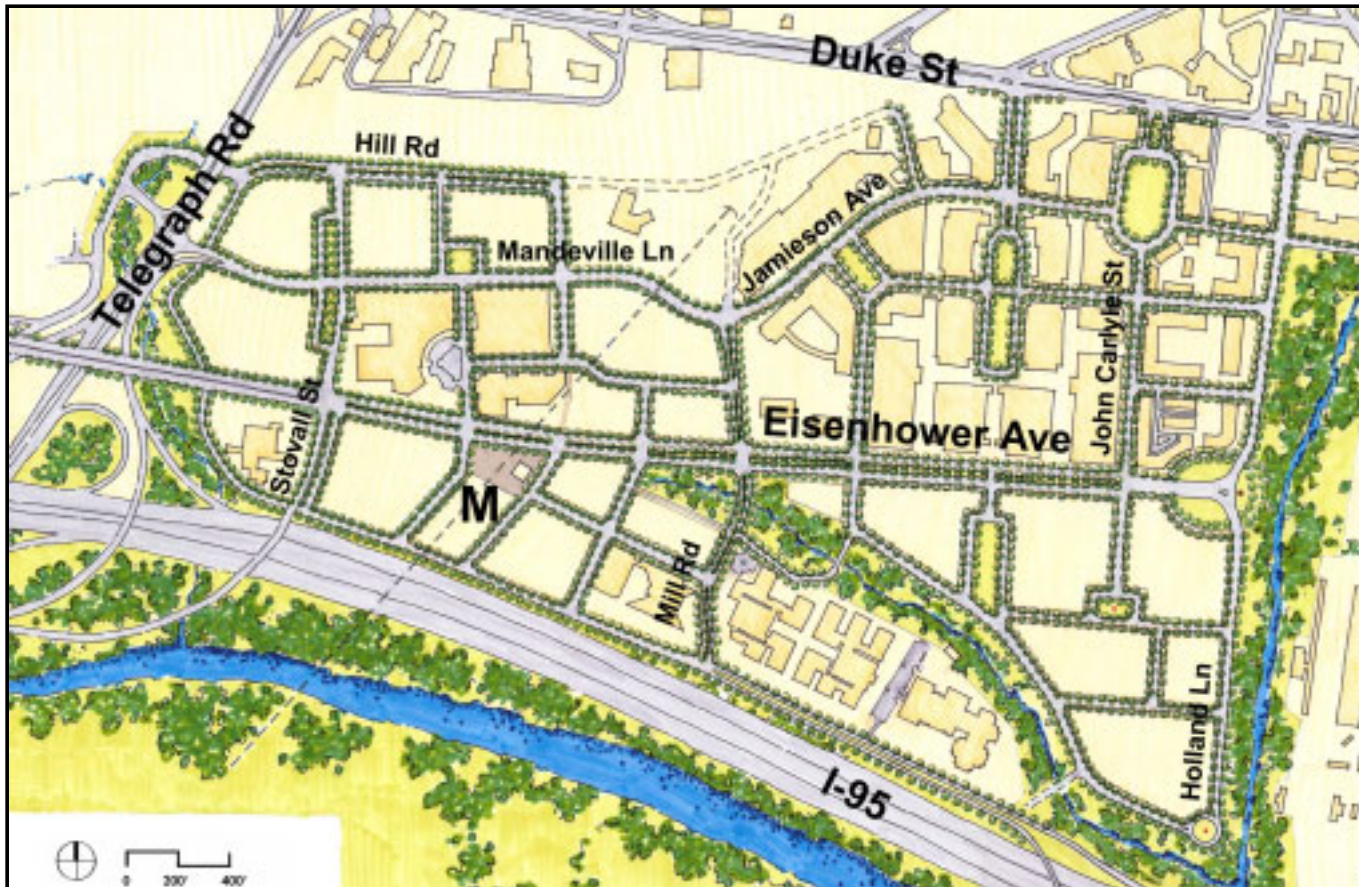 Duke St
Telegraph Rd
Hill Rd
Jamieson Ave
Mandeville Ln
John Carlyle St
Stovall St
Eisenhower Ave
M
Mill Rd
Holland Ln
I-95
0 200' 400'